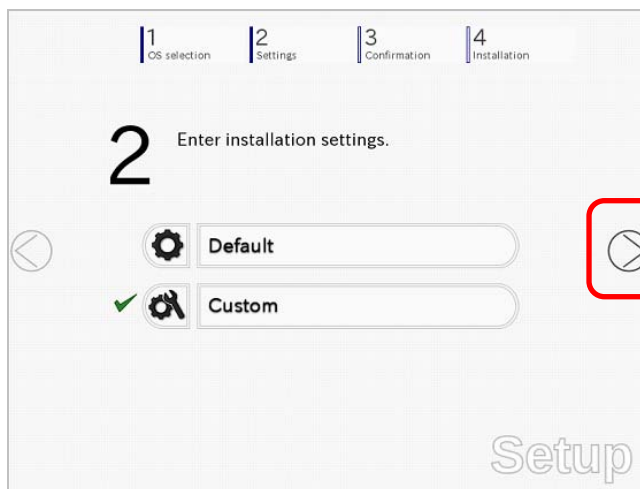 1
OS selection
2
Settings
3
Confirmation
4
Installation
2
Enter installation settings.
Default
Custom
Setup